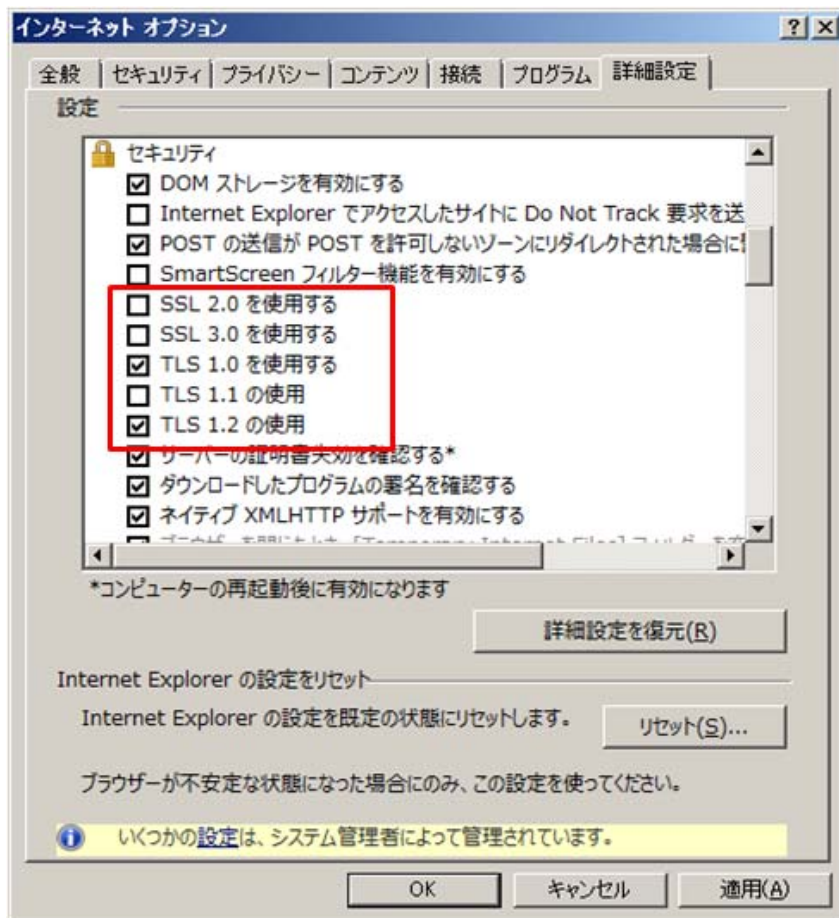 インターネット オプション
全般 セキュリティ プライバシー コンテンツ 接続 プログラム 詳細設定
設定
セキュリティ
DOM ストレージを有効にする
Internet Explorer でアクセスしたサイトに Do Not Track 要求を送
POST の送信が POST を許可しないゾーンにリダイレクトされた場合に
SmartScreen フィルター機能を有効にする
SSL 2.0 を使用する
SSL 3.0 を使用する
TLS 1.0 を使用する
TLS 1.1 の使用
TLS 1.2 の使用
サーバーの証明書失効を確認する*
ダウンロードしたプログラムの署名を確認する
ネイティブ XMLHTTP サポートを有効にする
*コンピューターの再起動後に有効になります
詳細設定を復元(R)
Internet Explorer の設定をリセット
Internet Explorer の設定を既定の状態にリセットします。
リセット(S)...
ブラウザーが不安定な状態になった場合にのみ、この設定を使ってください。
いくつかの設定は、システム管理者によって管理されています。
OK キャンセル 適用(A)